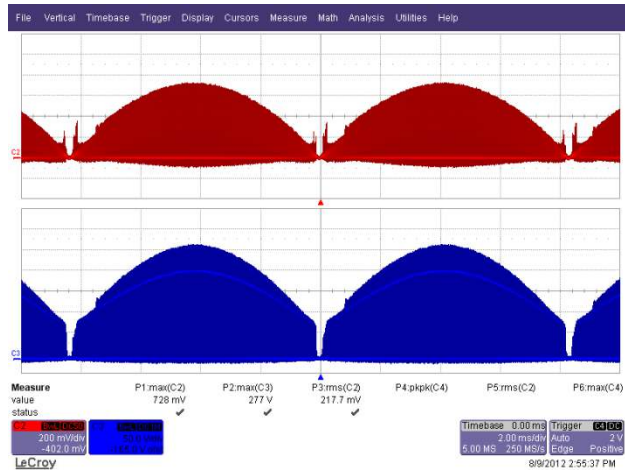 File Vertical Timebase Trigger Display Cursors Measure Math Analysis Utilities Help
C2
C3
Measure P1:max(C2) P2:max(C3) P3:rms(C2) P4:pkpk(C4) P5:rms(C2) P6:max(C4)
value 728 mV 277 V 217.7 mV
status
C2
200 mV/div
-402.0 mV
Timebase 0.00 ms Trigger C4 DC
2.00 ms/div Auto 2 V
5.00 MS 250 MS/s Edge Positive
LeCroy 8/9/2012 2:55:37 PM